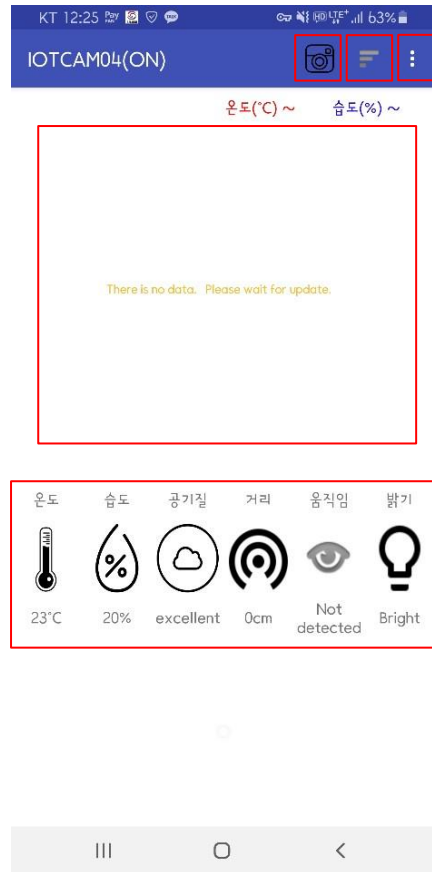 KT 12:25
LTE+ 63%
IOTCAM04(ON)
온도(°C) ~ 습도(%) ~
There is no data. Please wait for update.
온도 습도 공기질 거리 움직임 밝기
%
23°C 20% excellent 0cm Not detected Bright